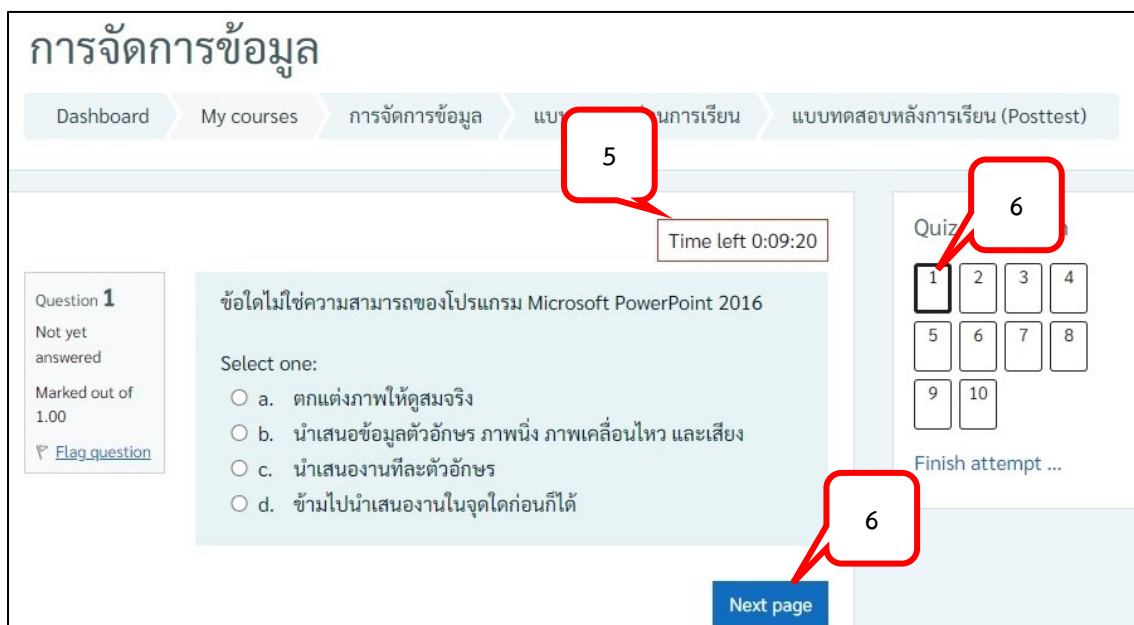 การจัดการข้อมูล
Dashboard My courses การจัดการข้อมูล นการเรียน แบบทดสอบหลังการเรียน (Posttest)
5
6
Time left 0:09:20
Quiz
1 2 3 4
5 6 7 8
9 10
Finish attempt ...
Question 1
Not yet
answered
Marked out of
1.00
Flag question
ข้อใดไม่ใช่ความสามารถของโปรแกรม Microsoft PowerPoint 2016
Select one:
a. ตกแต่งภาพให้ดูสมจริง
b. นำเสนอข้อมูลตัวอักษร ภาพนิ่ง ภาพเคลื่อนไหว และเสียง
c. นำเสนองานทีละตัวอักษร
d. ข้ามไปนำเสนองานในจุดใดก่อนก็ได้
6
Next page